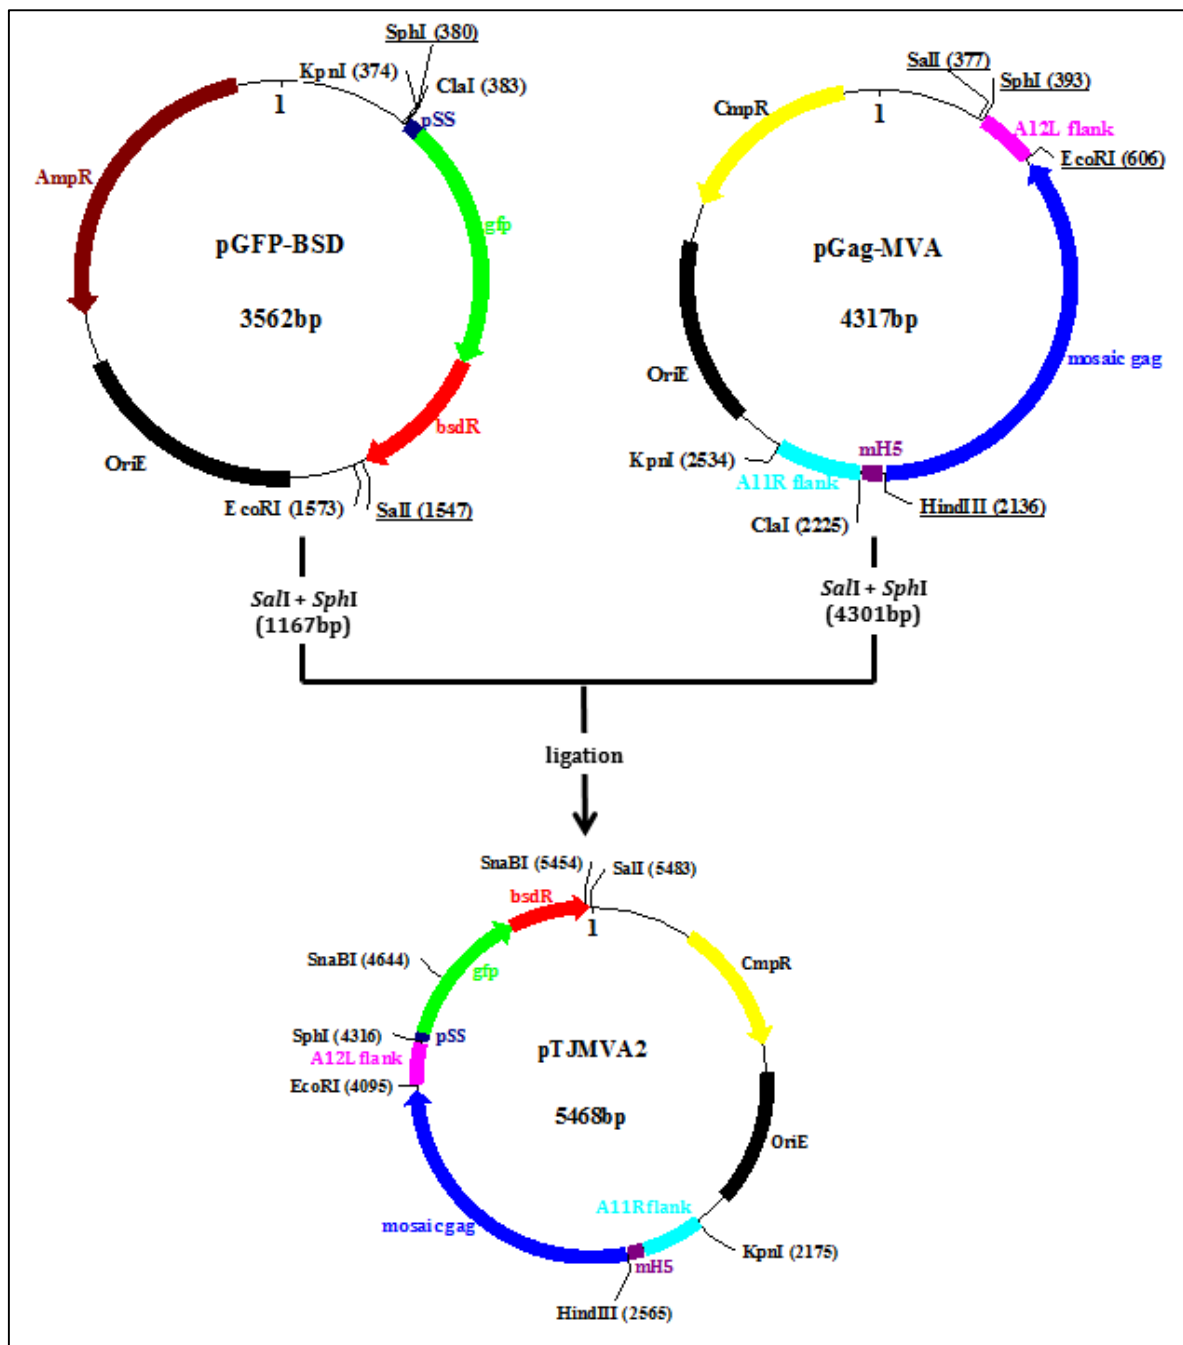 SphI (380)
KpnI (374)
ClaI (383)
1
pSS
AmpR
gfp
pGFP-BSD
3562bp
bsdR
OriE
EcoRI (1573)
SalI (1547)
SalI (377)
SphI (393)
CmpR
1
A12L flank
EcoRI (606)
pGag-MVA
4317bp
mosaic gag
OriE
KpnI (2534)
mH5
A11R flank
HindIII (2136)
ClaI (2225)
SalI + SphI
(1167bp)
SalI + SphI
(4301bp)
ligation
SnaBI (5454)
SalI (5483)
bsdR
1
CmpR
SnaBI (4644)
gfp
SphI (4316)
pSS
A12L flank
pTJMVA2
EcoRI (4095)
5468bp
OriE
A11R flank
mosaic gag
KpnI (2175)
mH5
HindIII (2565)